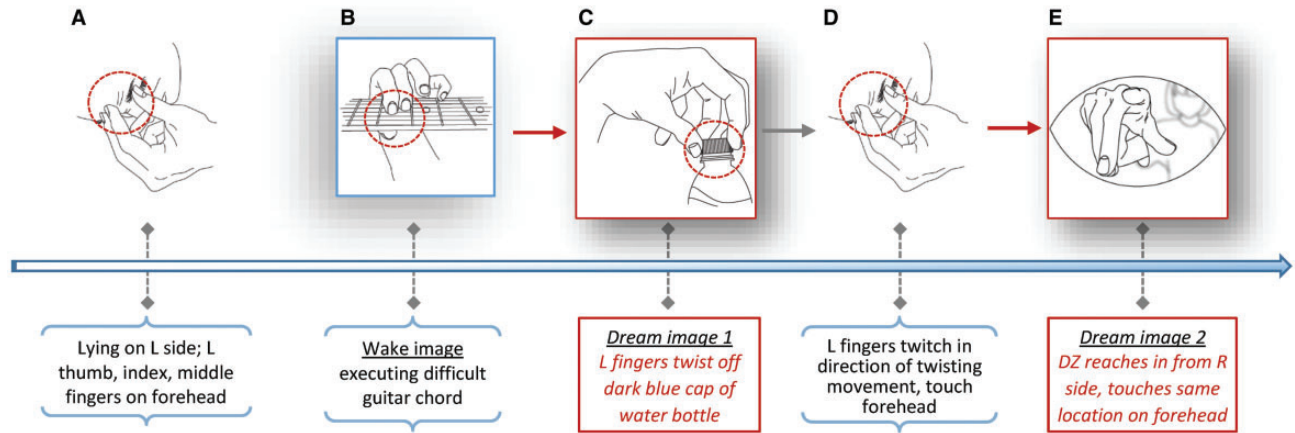 A
B
C
D
E
Lying on L side; L
thumb, index, middle
fingers on forehead
Wake image
executing difficult
guitar chord
Dream image 1
L fingers twist off
dark blue cap of
water bottle
L fingers twitch in
direction of twisting
movement, touch
forehead
Dream image 2
DZ reaches in from R
side, touches same
location on forehead